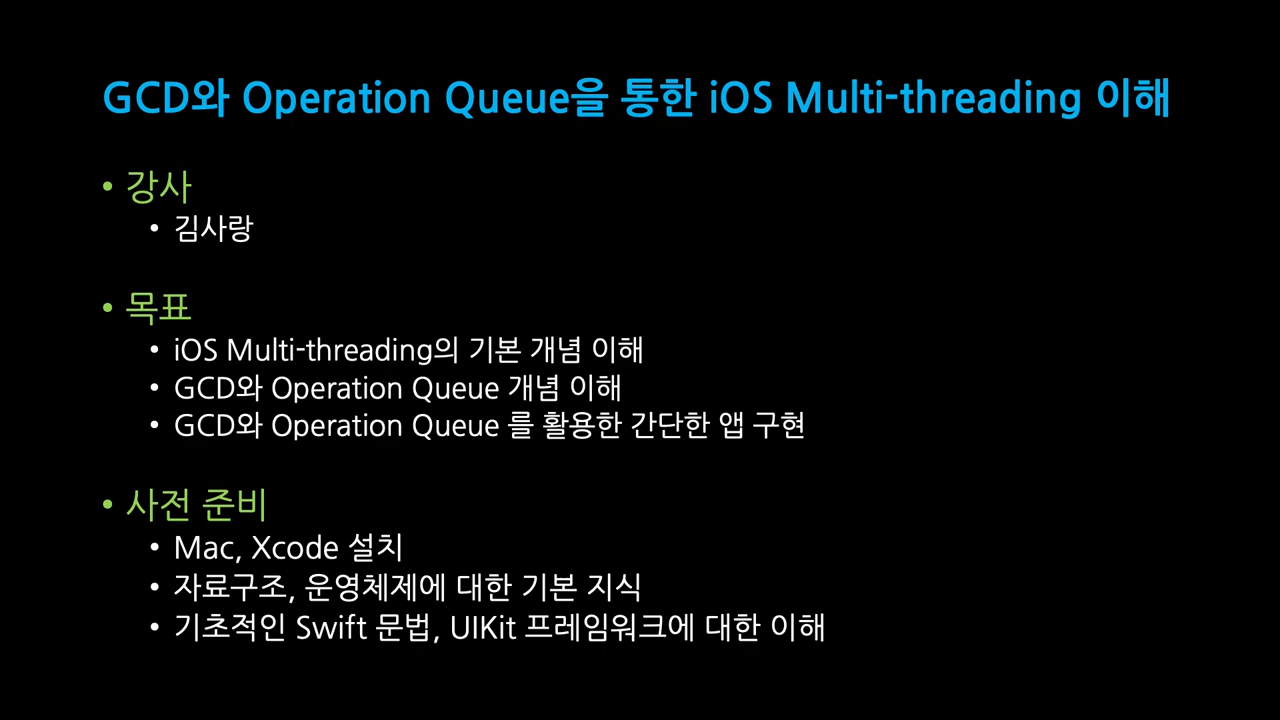 GCD와 Operation Queue을 통한 iOS Multi-threading 이해
• 강사
• 김사랑
• 목표
• iOS Multi-threading의 기본 개념 이해
• GCD와 Operation Queue 개념 이해
• GCD와 Operation Queue 를 활용한 간단한 앱 구현
• 사전 준비
• Mac, Xcode 설치
• 자료구조, 운영체제에 대한 기본 지식
• 기초적인 Swift 문법, UIKit 프레임워크에 대한 이해